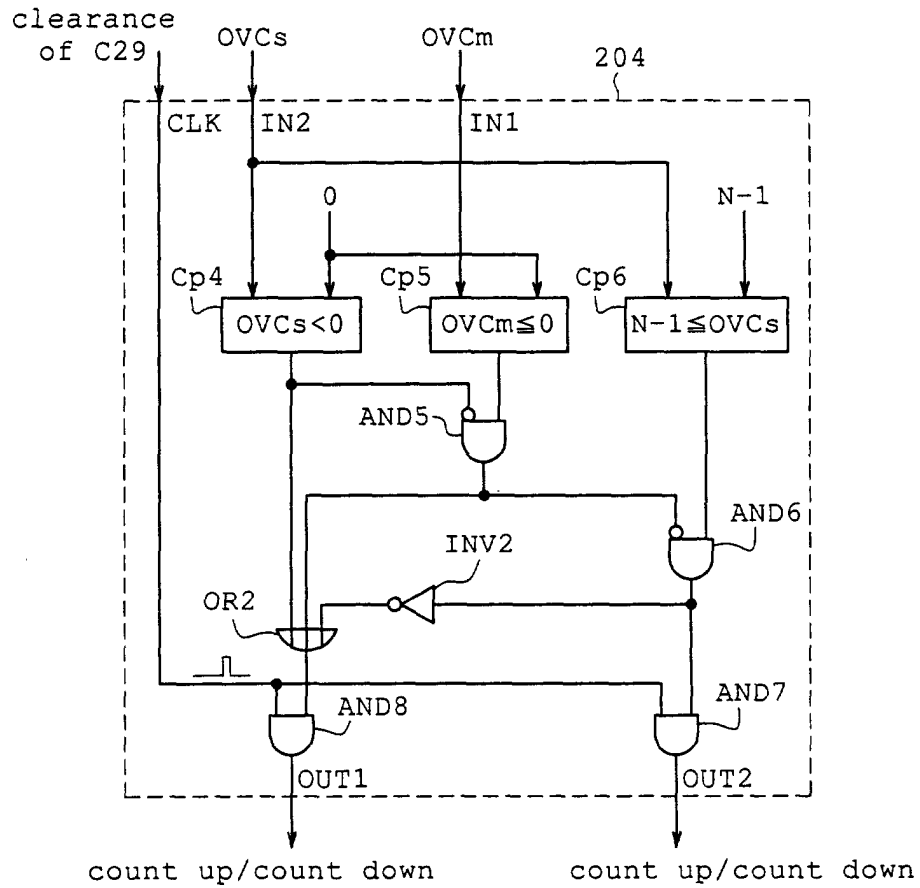 clearance
of C29
OVCs
OVCm
204
CLK
IN2
IN1
0
N-1
Cp4
Cp5
Cp6
OVCs<0
OVCm≦0
N-1≦OVCs
AND5
AND6
INV2
OR2
AND8
AND7
OUT1
OUT2
count up/count down
count up/count down